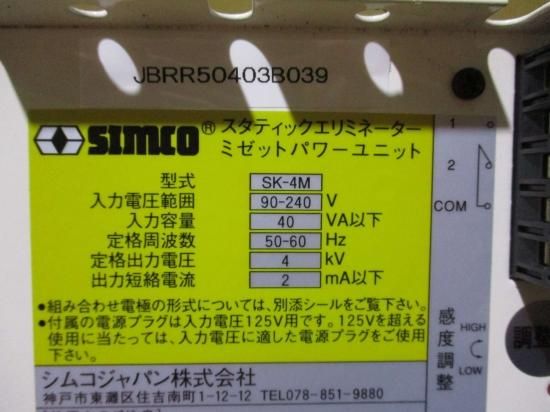 JBRR50403B039
SIMCO ® スタティックエリミネーター
ミゼットパワーユニット
型式 SK-4M
入力電圧範囲 90-240 V
入力容量 40 VA以下
定格周波数 50-60 Hz
定格出力電圧 4 kV
出力短絡電流 2 mA以下
●組み合わせ電極の形式については、別添シールをご覧下さい。
●付属の電源プラグは入力電圧125V用です。125Vを超える
使用に当たっては、入力電圧に適した電源プラグをご使用
下さい。
シムコジャパン株式会社
神戸市東灘区住吉南町1-12-12 TEL078-851-9880
1
2
COM
感度調整
HIGH
LOW
調整